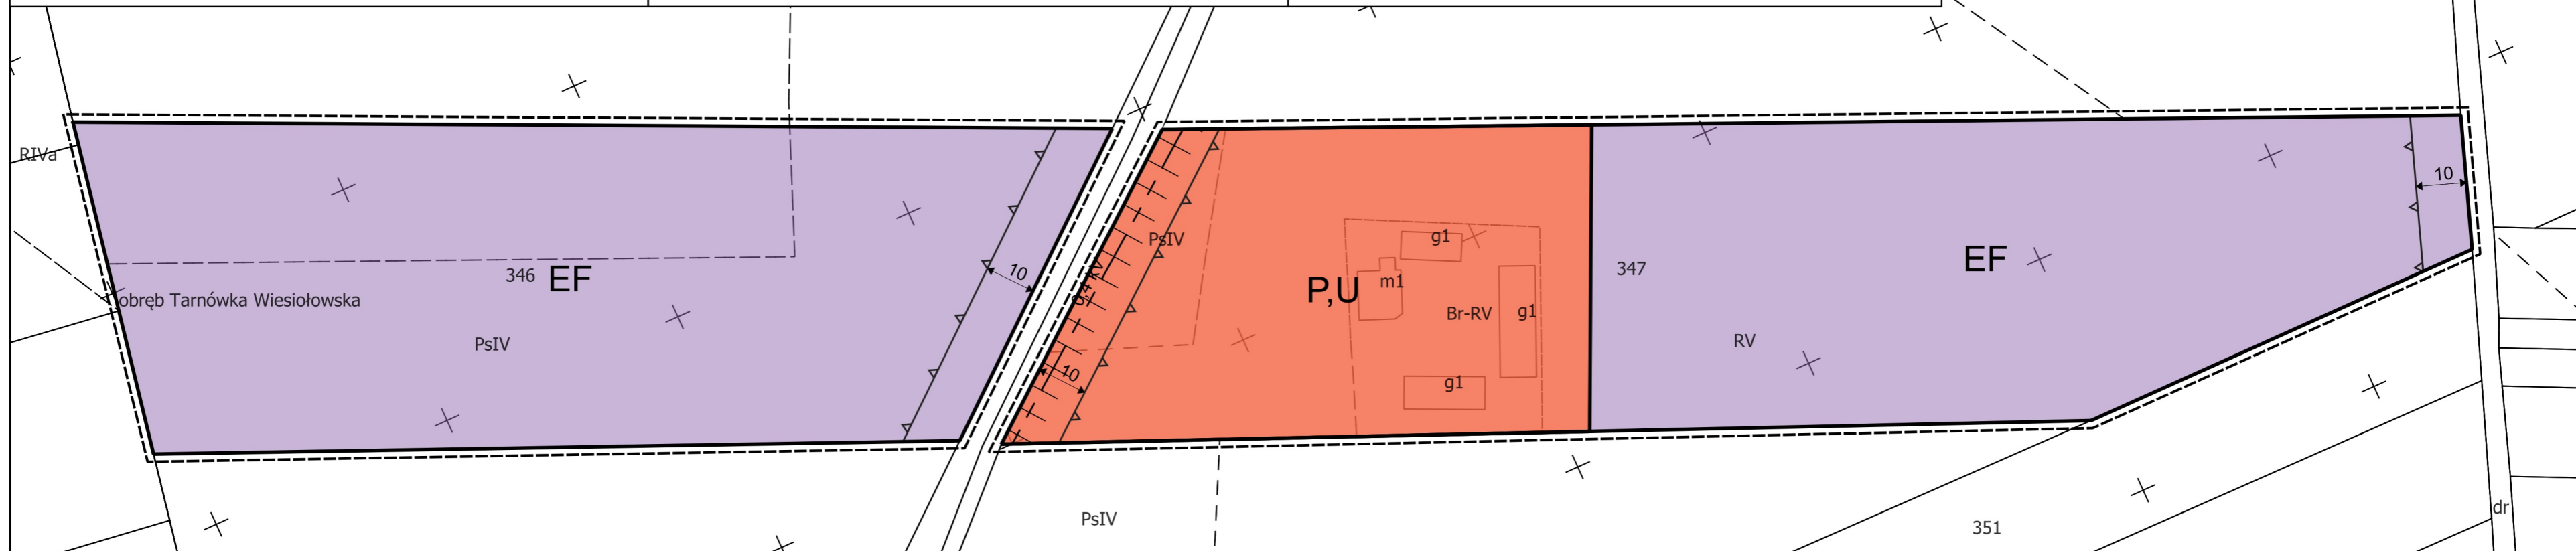 RIVa
346
EF
obręb Tarnówka Wiesiołowska
PsIV
10
PsIV
10
P,U
g1
m1
Br-RV
g1
g1
347
RV
EF
10
PsIV
351
dr